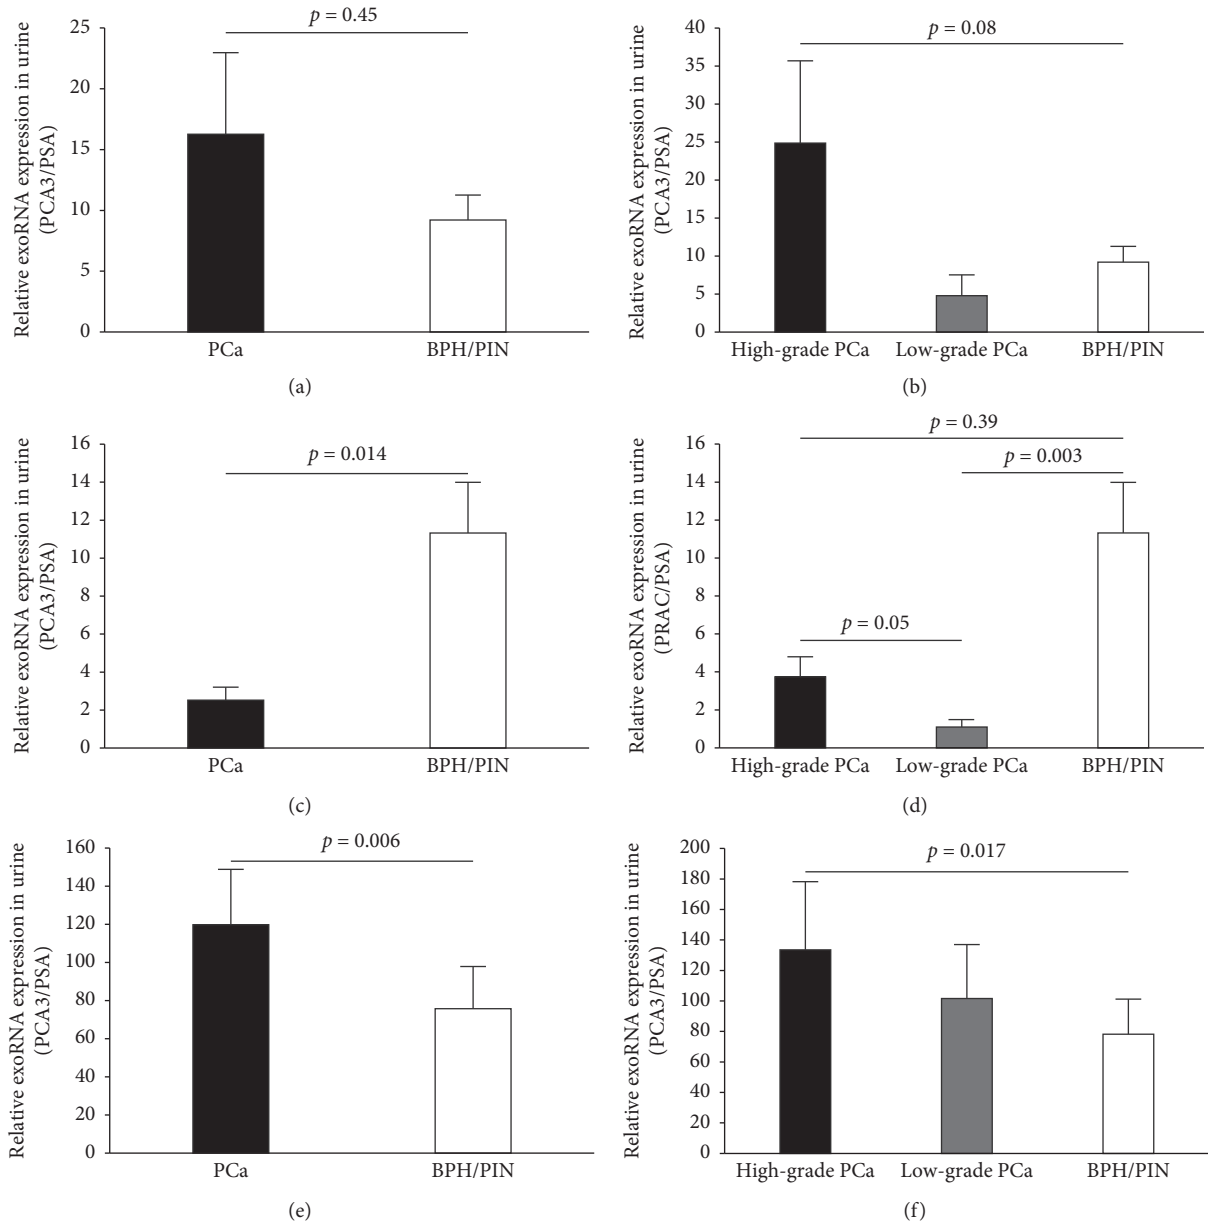 Relative exoRNA expression in urine
(PCA3/PSA)
25
20
15
10
5
0
p = 0.45
PCa
BPH/PIN
(a)
Relative exoRNA expression in urine
(PCA3/PSA)
40
35
30
25
20
15
10
5
0
p = 0.08
High-grade PCa
Low-grade PCa
BPH/PIN
(b)
Relative exoRNA expression in urine
(PCA3/PSA)
16
14
12
10
8
6
4
2
0
p = 0.014
PCa
BPH/PIN
(c)
Relative exoRNA expression in urine
(PRAC/PSA)
16
14
12
10
8
6
4
2
0
p = 0.39
p = 0.003
p = 0.05
High-grade PCa
Low-grade PCa
BPH/PIN
(d)
Relative exoRNA expression in urine
(PCA3/PSA)
160
140
120
100
80
60
40
20
0
p = 0.006
PCa
BPH/PIN
(e)
Relative exoRNA expression in urine
(PCA3/PSA)
200
180
160
140
120
100
80
60
40
20
0
p = 0.017
High-grade PCa
Low-grade PCa
BPH/PIN
(f)